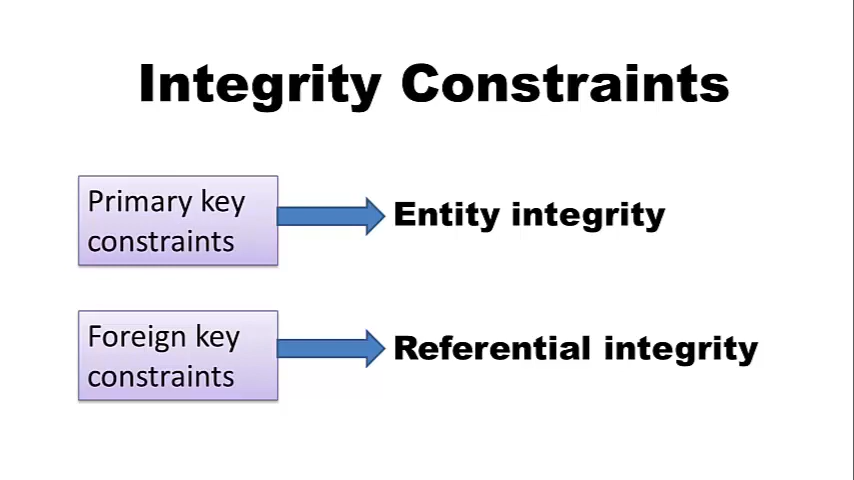 Integrity Constraints
Primary key
constraints
Entity integrity
Foreign key
constraints
Referential integrity